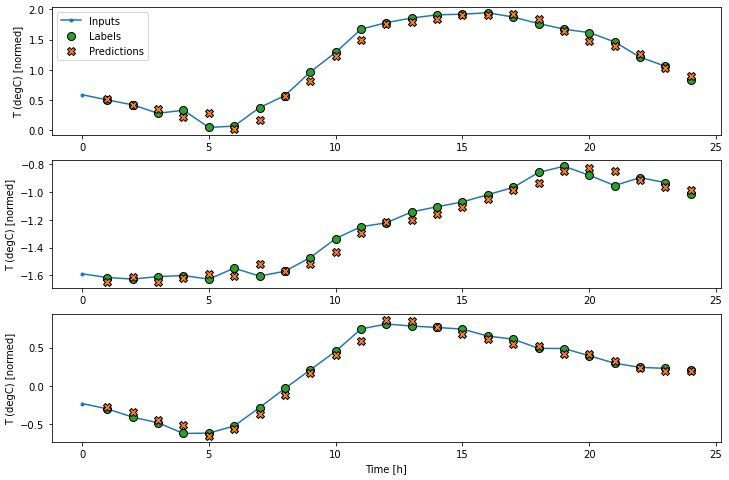 2.0
1.5
1.0
0.5
0.0
T (degC) [normed]
Inputs
Labels
Predictions
0 5 10 15 20 25
−0.8
−1.0
−1.2
−1.4
−1.6
T (degC) [normed]
0 5 10 15 20 25
0.5
0.0
−0.5
T (degC) [normed]
0 5 10 15 20 25
Time [h]